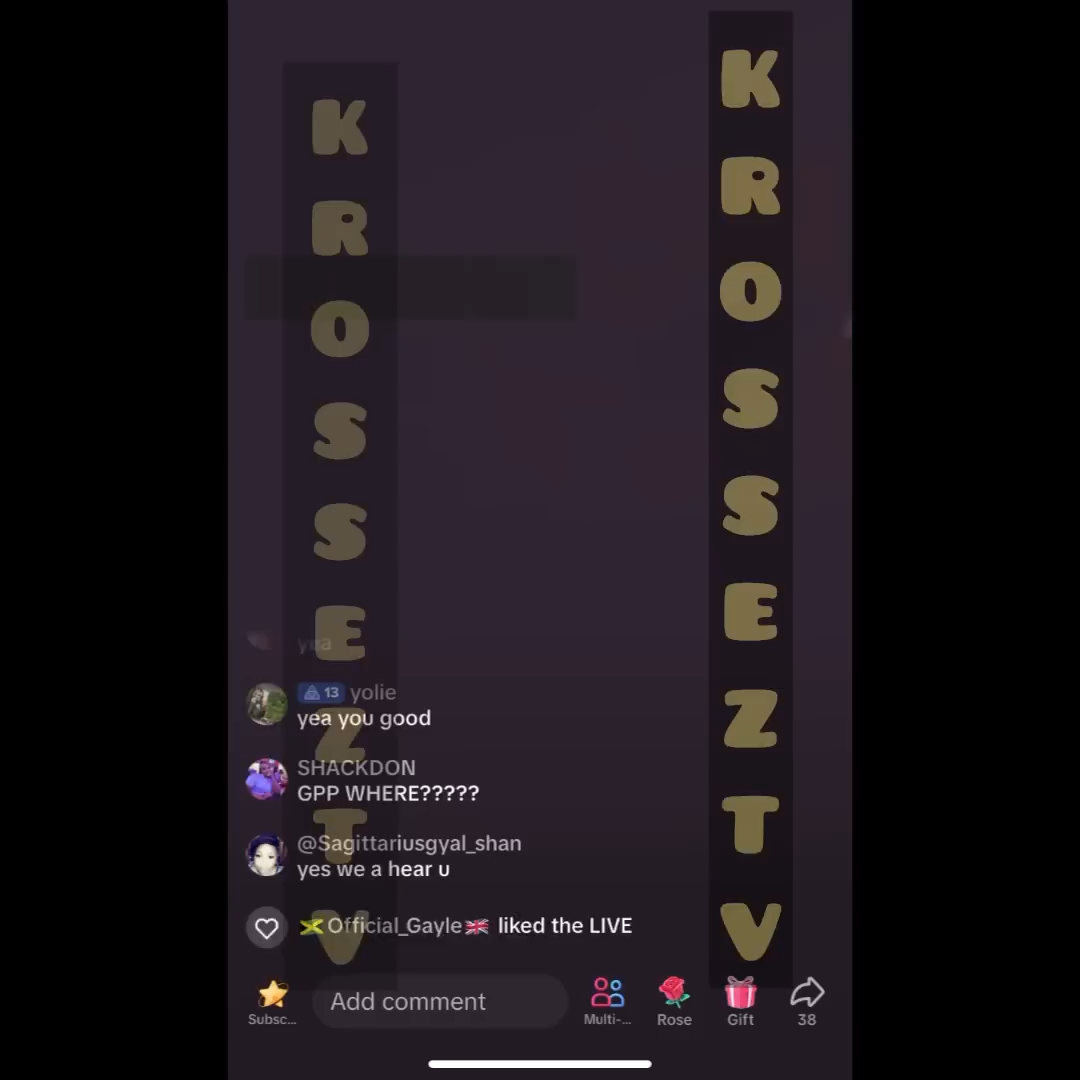 KROSSEZTV
KROSSEZTV
yea
13 yolie
yea you good
SHACKDON
GPP WHERE?????
@Sagittariusgyal_shan
yes we a hear u
Official_Gayle liked the LIVE
Subsc...
Add comment
Multi-...
Rose
Gift
38